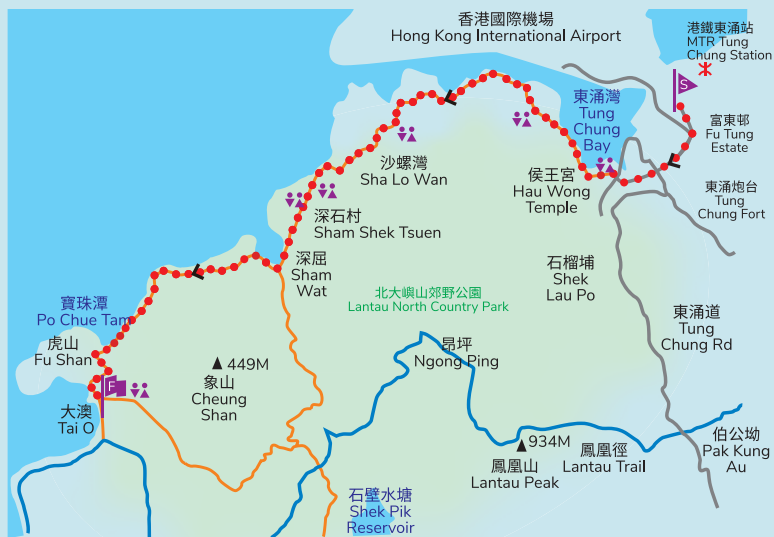 香港國際機場
Hong Kong International Airport
港鐵東涌站
MTR Tung
Chung Station
S
富東邨
Fu Tung
Estate
東涌灣
Tung
Chung
Bay
沙螺灣
Sha Lo Wan
侯王宮
Hau Wong
Temple
東涌炮台
Tung
Chung Fort
深石村
Sham Shek Tsuen
深屈
Sham
Wat
石榴埔
Shek
Lau Po
北大嶼山郊野公園
Lantau North Country Park
寶珠潭
Po Chue Tam
虎山
Fu Shan
東涌道
Tung
Chung Rd
昂坪
Ngong Ping
449M
象山
Cheung
Shan
F
大澳
Tai O
934M
鳳凰山
Lantau Peak
鳳凰徑
Lantau Trail
伯公坳
Pak Kung
Au
石壁水塘
Shek Pik
Reservoir